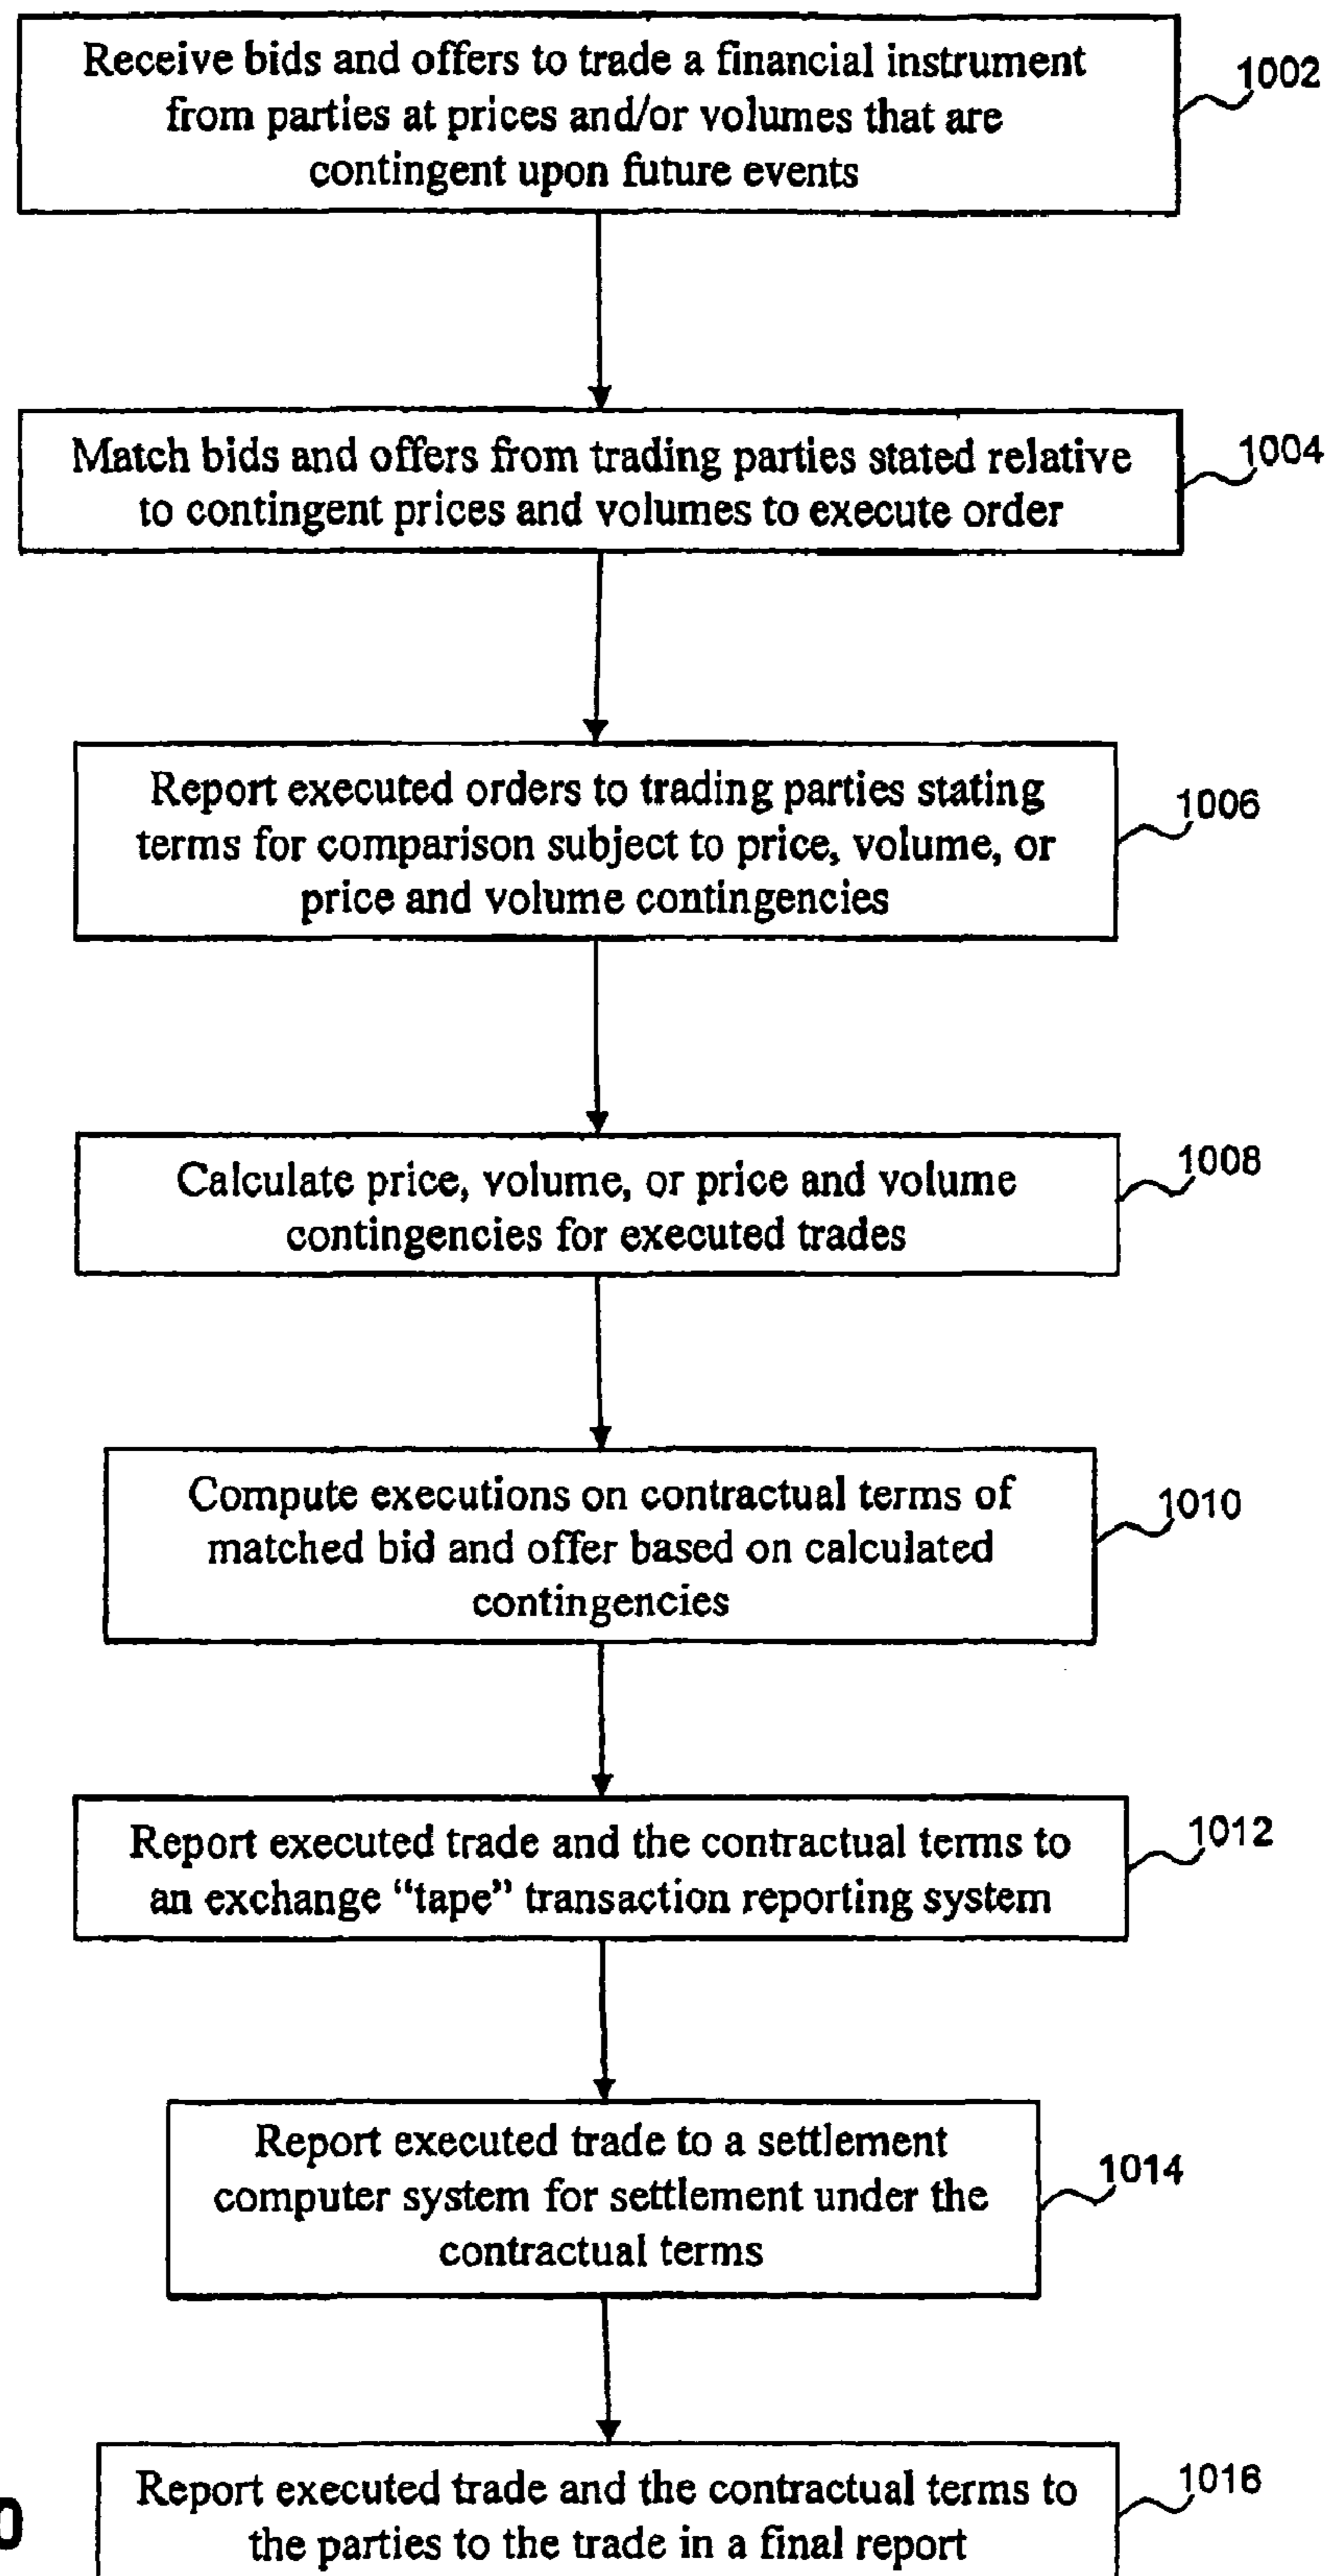 Receive bids and offers to trade a financial instrument
from parties at prices and/or volumes that are
contingent upon future events
1002
Match bids and offers from trading parties stated relative
to contingent prices and volumes to execute order
1004
Report executed orders to trading parties stating
terms for comparison subject to price, volume, or
price and volume contingencies
1006
Calculate price, volume, or price and volume
contingencies for executed trades
1008
Compute executions on contractual terms of
matched bid and offer based on calculated
contingencies
1010
Report executed trade and the contractual terms to
an exchange “tape” transaction reporting system
1012
Report executed trade to a settlement
computer system for settlement under the
contractual terms
1014
Report executed trade and the contractual terms to
the parties to the trade in a final report
1016
0